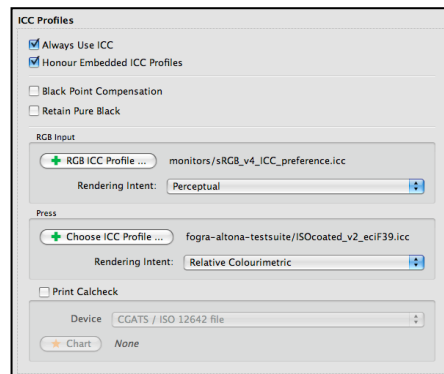 ICC Profiles
Always Use ICC
Honour Embedded ICC Profiles
Black Point Compensation
Retain Pure Black
RGB Input
RGB ICC Profile ... monitors/sRGB_v4_ICC_preference.icc
Rendering Intent: Perceptual
Press
Choose ICC Profile ... fogra-altona-testsuite/ISOcoated_v2_eciF39.icc
Rendering Intent: Relative Colourimetric
Print Calcheck
Device CGATS / ISO 12642 file
Chart None